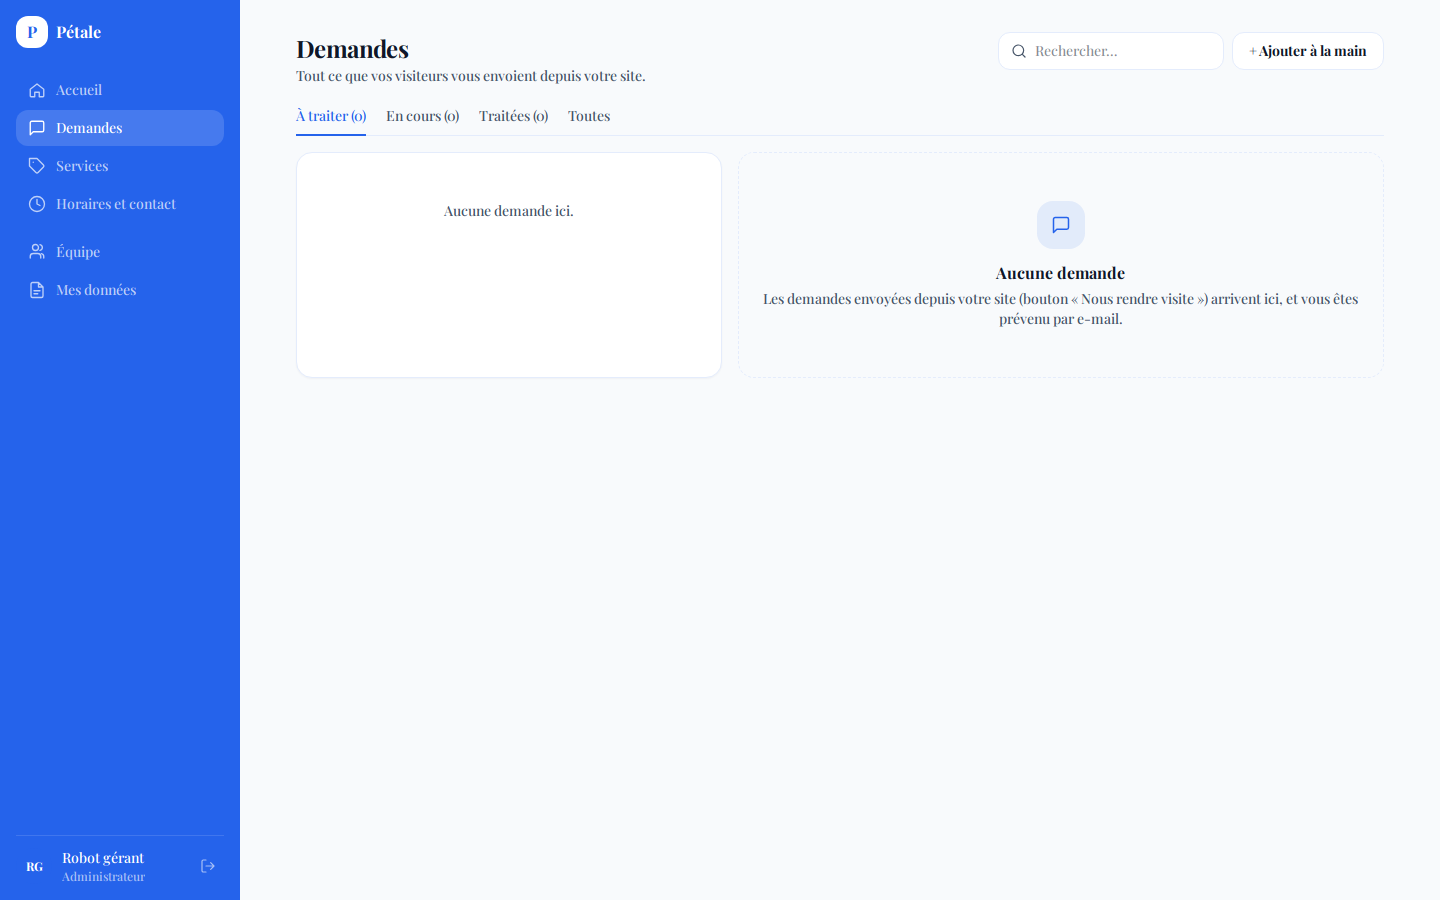 P Pétale
Accueil
Demandes
Services
Horaires et contact
Équipe
Mes données
RG
Robot gérant
Administrateur
Demandes
Tout ce que vos visiteurs vous envoient depuis votre site.
Rechercher...
+ Ajouter à la main
À traiter (0) En cours (0) Traitées (0) Toutes
Aucune demande ici.
Aucune demande
Les demandes envoyées depuis votre site (bouton « Nous rendre visite ») arrivent ici, et vous êtes
prévenu par e-mail.